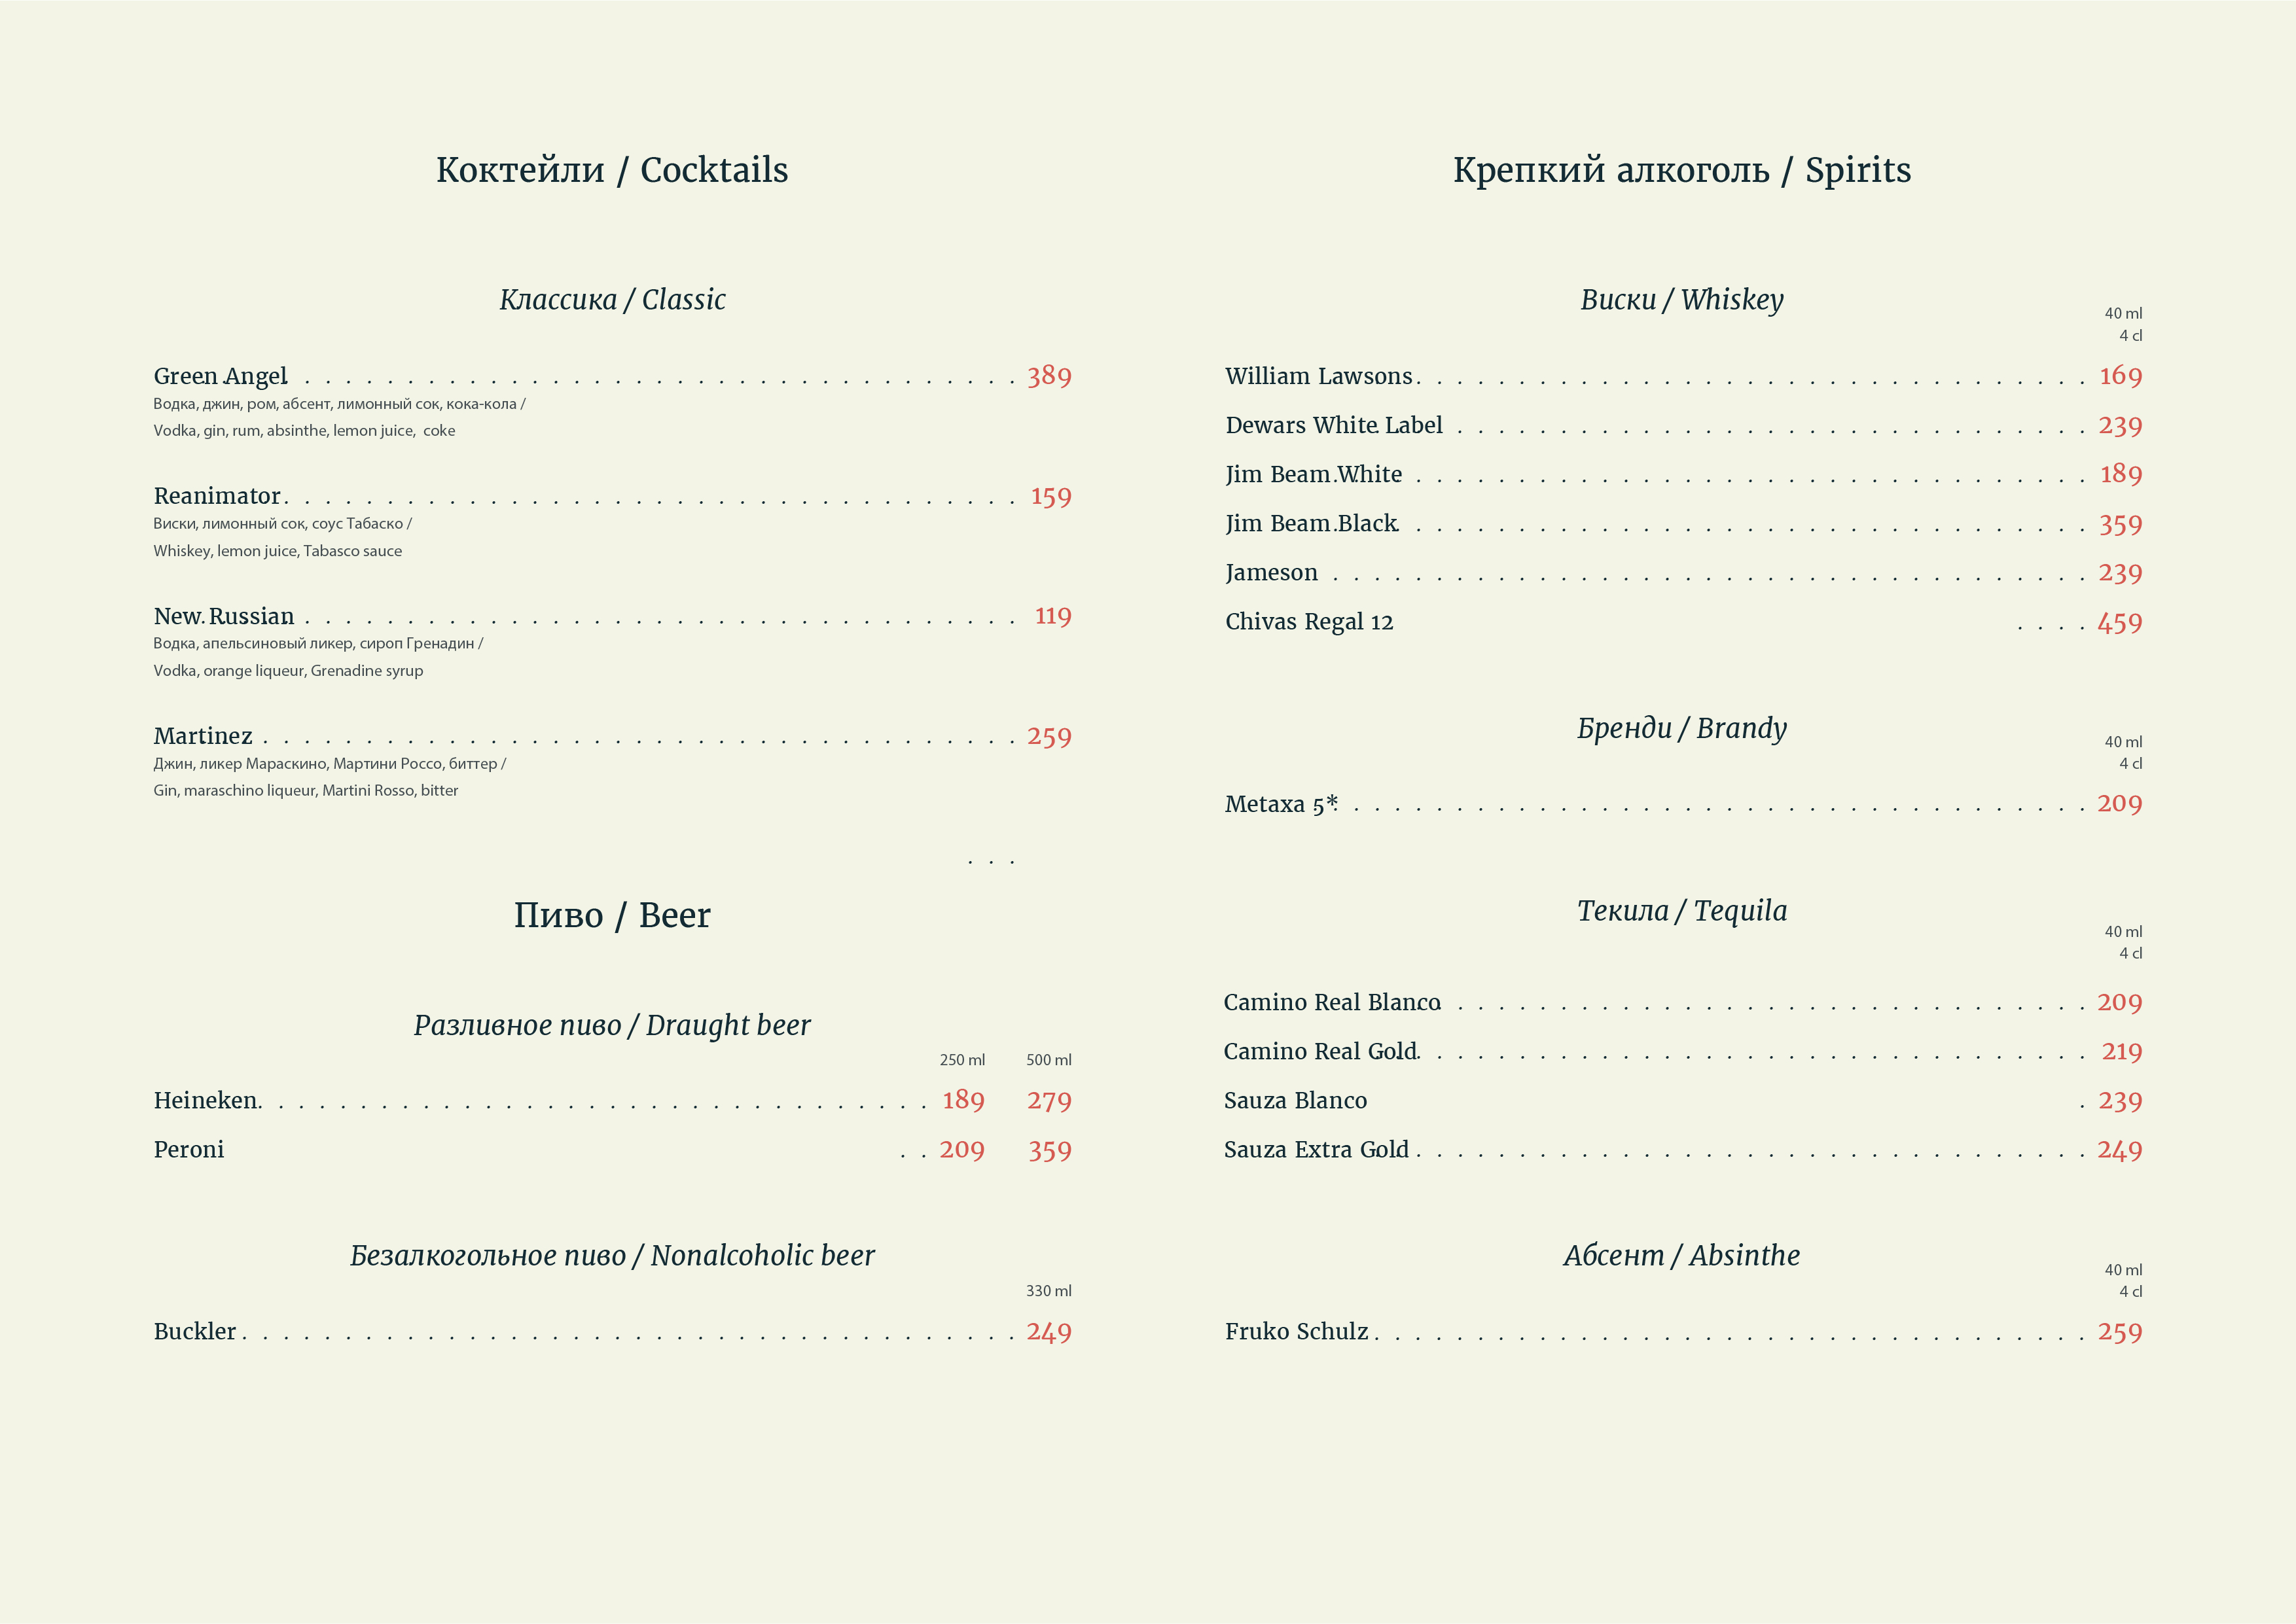 Коктейли / Cocktails
Классика / Classic
Green Angel . . . . . . . . . . . . . . . . . . . . . . . . . . . . . . . . . . . 389
Водка, джин, ром, абсент, лимонный сок, кока-кола /
Vodka, gin, rum, absinthe, lemon juice, coke
Reanimator . . . . . . . . . . . . . . . . . . . . . . . . . . . . . . . . . . . . 159
Виски, лимонный сок, соус Табаско /
Whiskey, lemon juice, Tabasco sauce
New Russian . . . . . . . . . . . . . . . . . . . . . . . . . . . . . . . . . . . 119
Водка, апельсиновый ликер, сироп Гренадин /
Vodka, orange liqueur, Grenadine syrup
Martinez . . . . . . . . . . . . . . . . . . . . . . . . . . . . . . . . . . . . . 259
Джин, ликер Мараскино, Мартини Россо, биттер /
Gin, maraschino liqueur, Martini Rosso, bitter
. . .
Пиво / Beer
Разливное пиво / Draught beer
250 ml 500 ml
Heineken . . . . . . . . . . . . . . . . . . . . . . . . . . . . . . . . . 189 279
Peroni . . 209 359
Безалкогольное пиво / Nonalcoholic beer
330 ml
Buckler . . . . . . . . . . . . . . . . . . . . . . . . . . . . . . . . . . . . . . 249
Крепкий алкоголь / Spirits
Виски / Whiskey
40 ml
4 cl
William Lawsons . . . . . . . . . . . . . . . . . . . . . . . . . . . . . . . . . 169
Dewars White Label . . . . . . . . . . . . . . . . . . . . . . . . . . . . . . . 239
Jim Beam White . . . . . . . . . . . . . . . . . . . . . . . . . . . . . . . . . 189
Jim Beam Black . . . . . . . . . . . . . . . . . . . . . . . . . . . . . . . . . 359
Jameson . . . . . . . . . . . . . . . . . . . . . . . . . . . . . . . . . . . . . 239
Chivas Regal 12 . . . . 459
Бренди / Brandy
40 ml
4 cl
Metaxa 5* . . . . . . . . . . . . . . . . . . . . . . . . . . . . . . . . . . . . 209
Текила / Tequila
40 ml
4 cl
Camino Real Blanco . . . . . . . . . . . . . . . . . . . . . . . . . . . . . . . 209
Camino Real Gold . . . . . . . . . . . . . . . . . . . . . . . . . . . . . . . . 219
Sauza Blanco . 239
Sauza Extra Gold . . . . . . . . . . . . . . . . . . . . . . . . . . . . . . . . . 249
Абсент / Absinthe
40 ml
4 cl
Fruko Schulz . . . . . . . . . . . . . . . . . . . . . . . . . . . . . . . . . . . 259